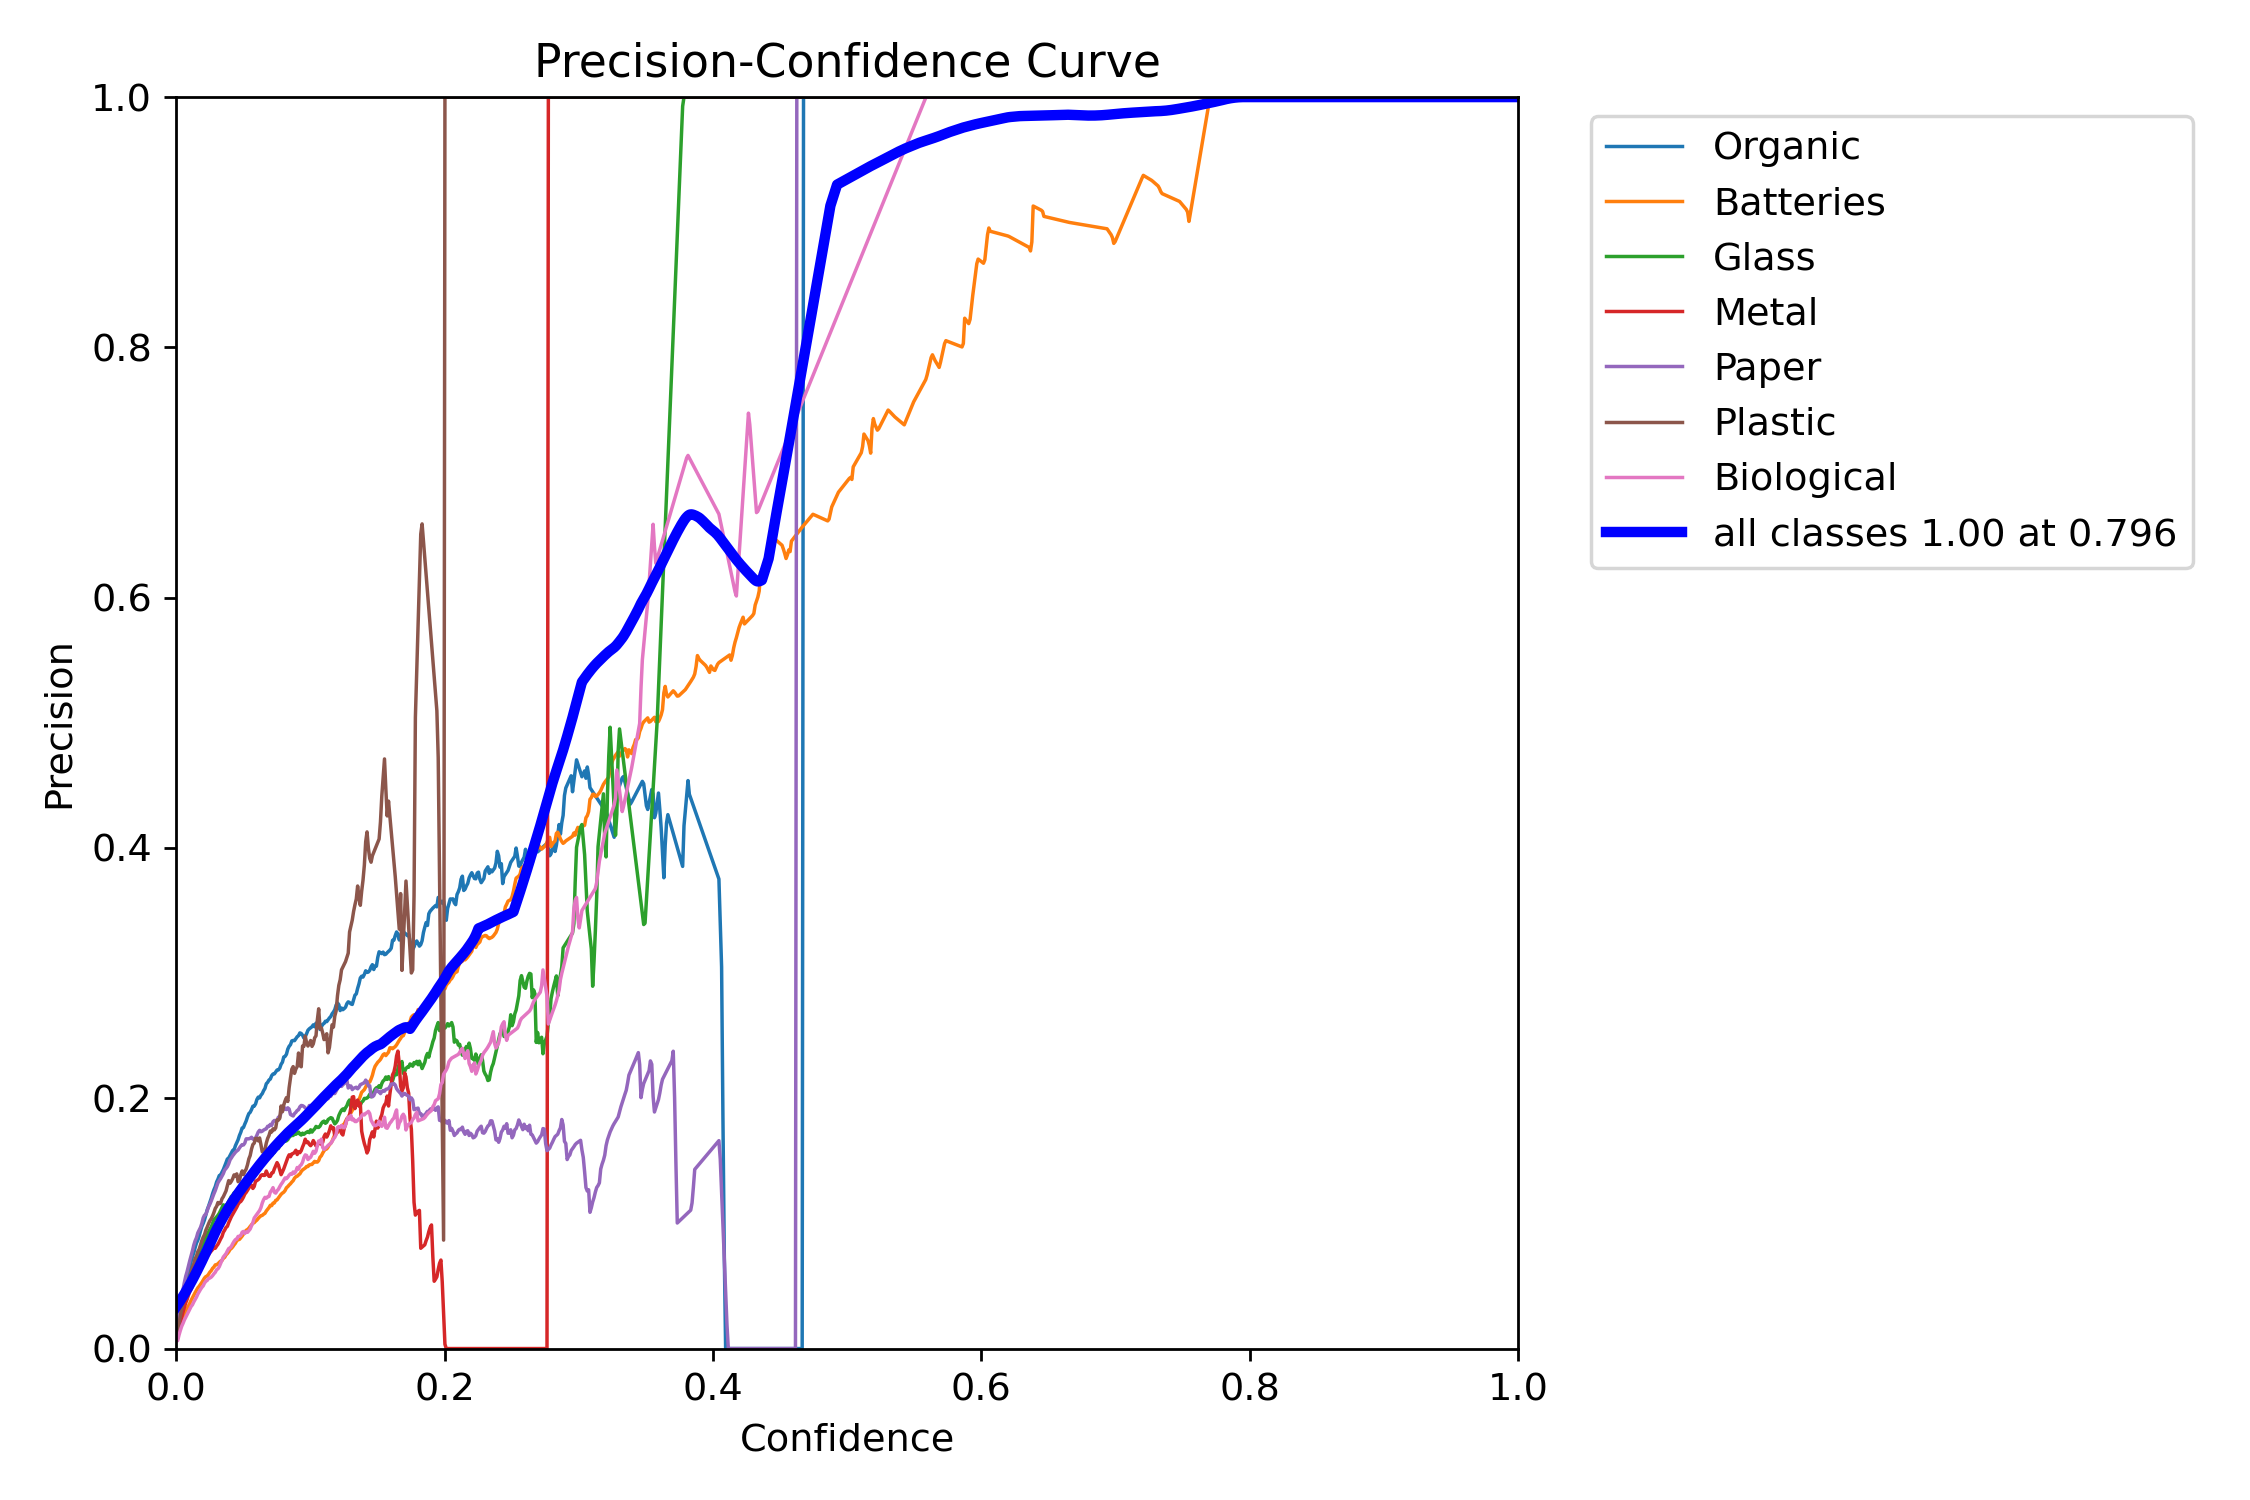 Precision-Confidence Curve
1.0
0.8
0.6
0.4
0.2
0.0
Precision
0.0 0.2 0.4 0.6 0.8 1.0
Confidence
Organic
Batteries
Glass
Metal
Paper
Plastic
Biological
all classes 1.00 at 0.796